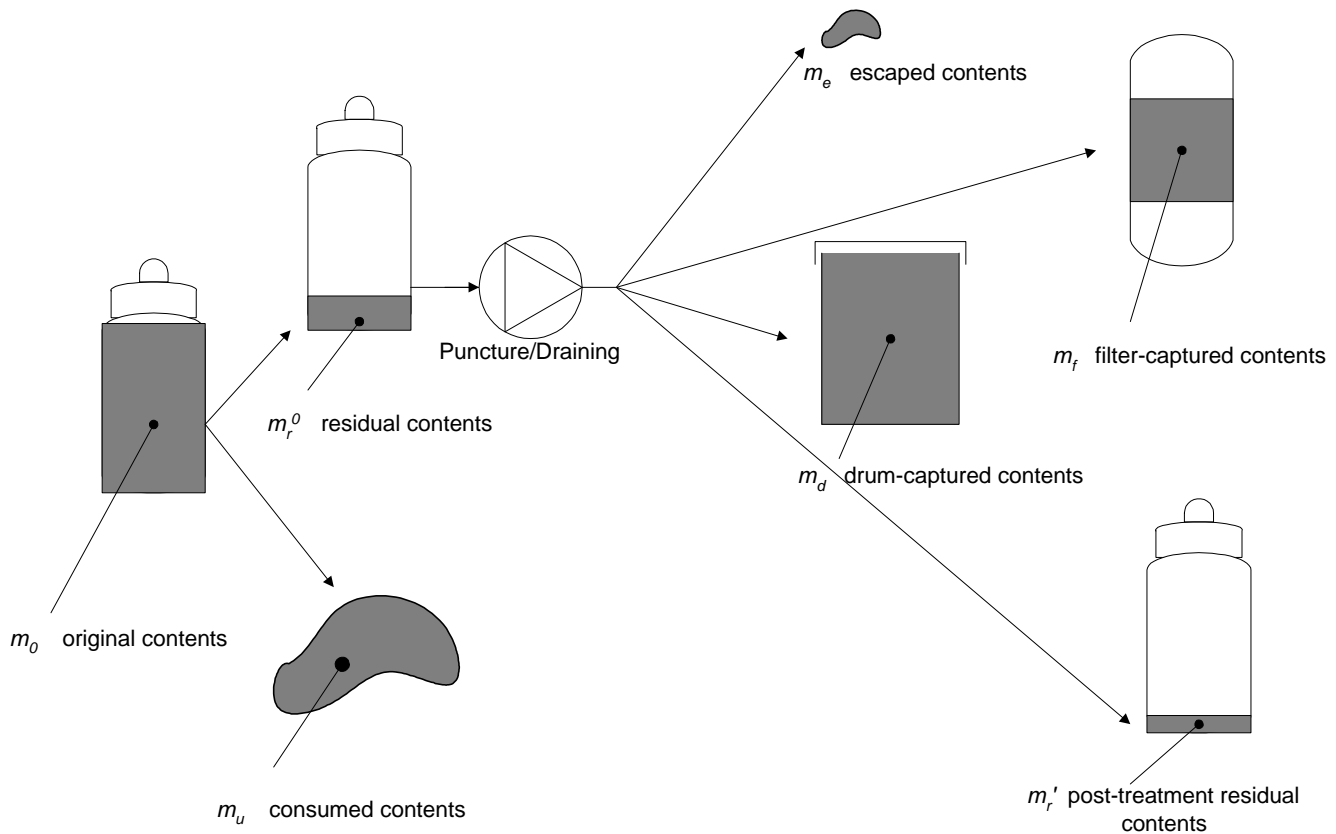 m_e escaped contents
m_f filter-captured contents
Puncture/Draining
m_r^0 residual contents
m_d drum-captured contents
m_0 original contents
m_u consumed contents
m_r' post-treatment residual
contents